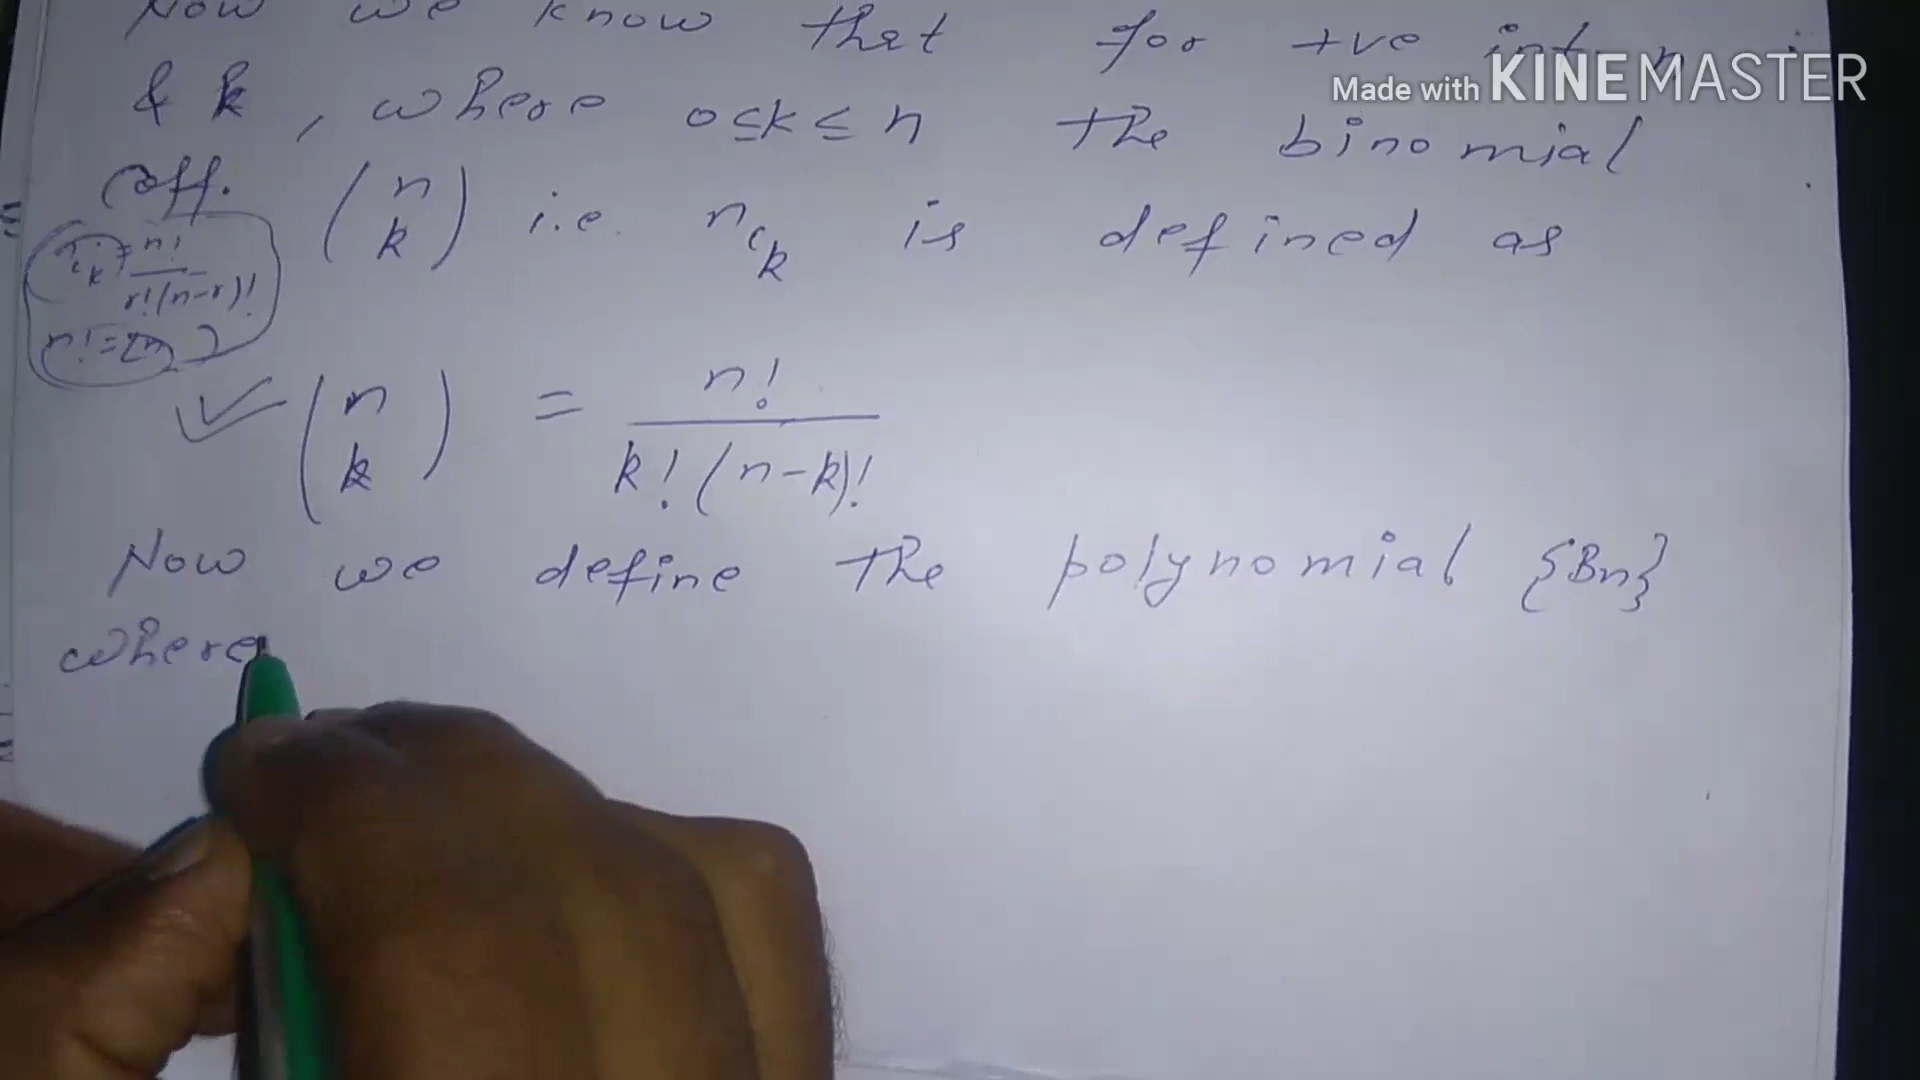 Now we know that for +ve int. n
Made with KINEMASTER
& k, where 0≤k≤n the binomial
Coff. (n k) i.e. nck is defined as
nck = n!/r!(n-r)!
(n k) = n!/k!(n-k)!
Now we define the polynomial {Bn}
where